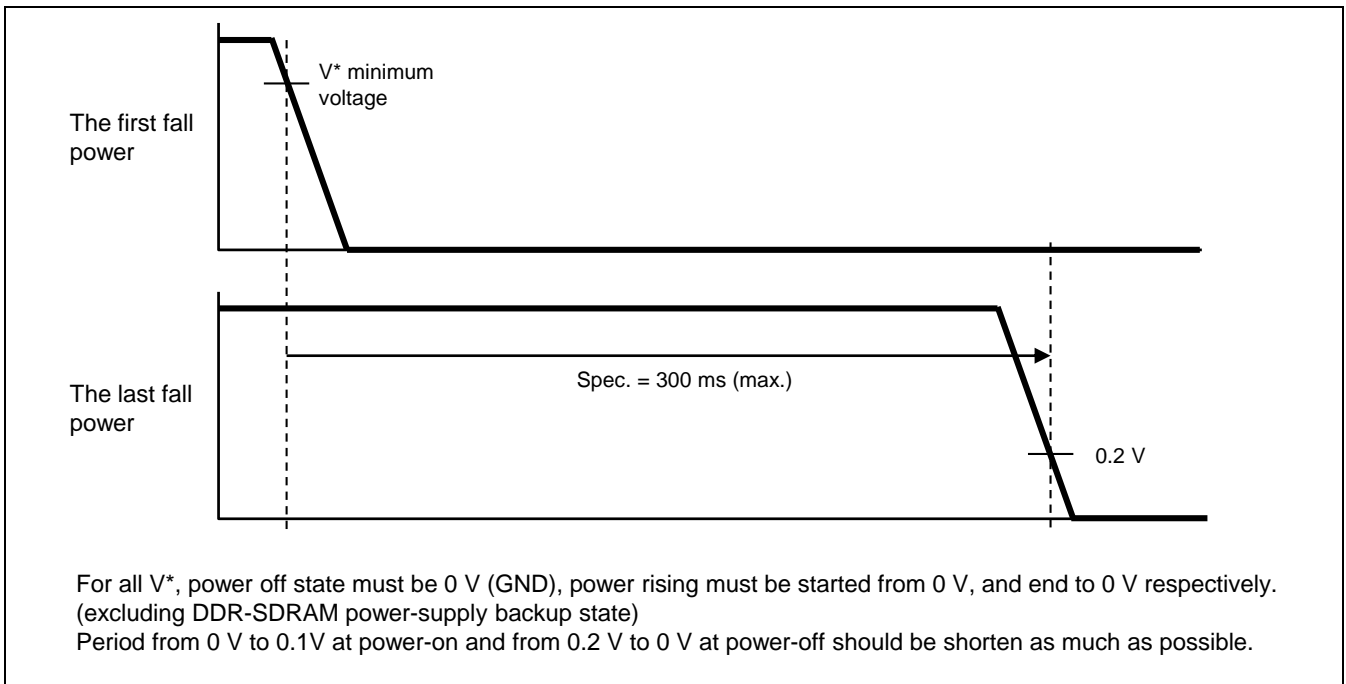 V* minimum
voltage
The first fall
power
Spec. = 300 ms (max.)
The last fall
power
0.2 V
For all V*, power off state must be 0 V (GND), power rising must be started from 0 V, and end to 0 V respectively.
(excluding DDR-SDRAM power-supply backup state)
Period from 0 V to 0.1V at power-on and from 0.2 V to 0 V at power-off should be shorten as much as possible.